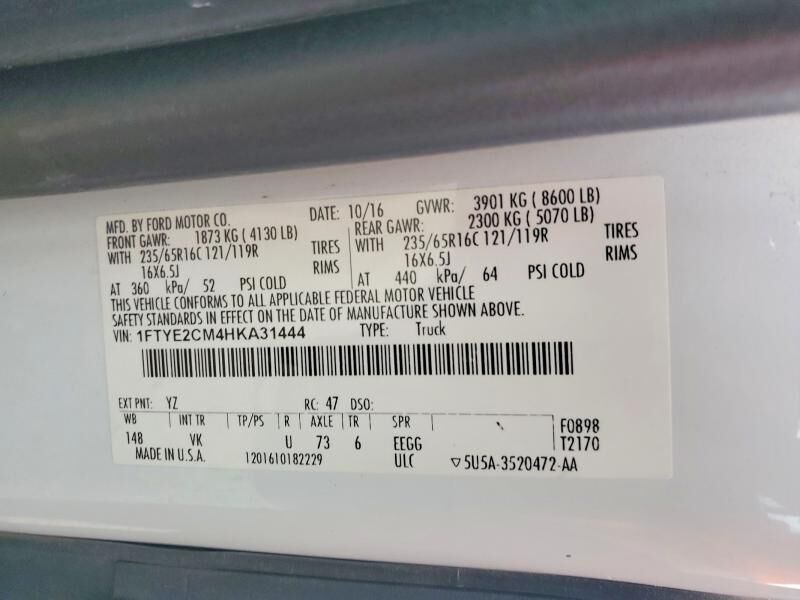 MFD. BY FORD MOTOR CO. DATE: 10/16 GVWR: 3901 KG ( 8600 LB)
FRONT GAWR: 1873 KG ( 4130 LB) REAR GAWR: 2300 KG ( 5070 LB)
WITH 235/65R16C 121/119R TIRES WITH 235/65R16C 121/119R TIRES
16X6.5J RIMS 16X6.5J RIMS
AT 360 kPa/ 52 PSI COLD AT 440 kPa/ 64 PSI COLD
THIS VEHICLE CONFORMS TO ALL APPLICABLE FEDERAL MOTOR VEHICLE
SAFETY STANDARDS IN EFFECT ON THE DATE OF MANUFACTURE SHOWN ABOVE.
VIN: 1FTYE2CM4HKA31444 TYPE: Truck
EXT PNT: YZ RC: 47 DSO:
WB INT TR TP/PS R AXLE TR SPR F0898
148 VK U 73 6 EEGG T2170
MADE IN U.S.A. 1201610182229 ULC ▽5U5A-3520472-AA